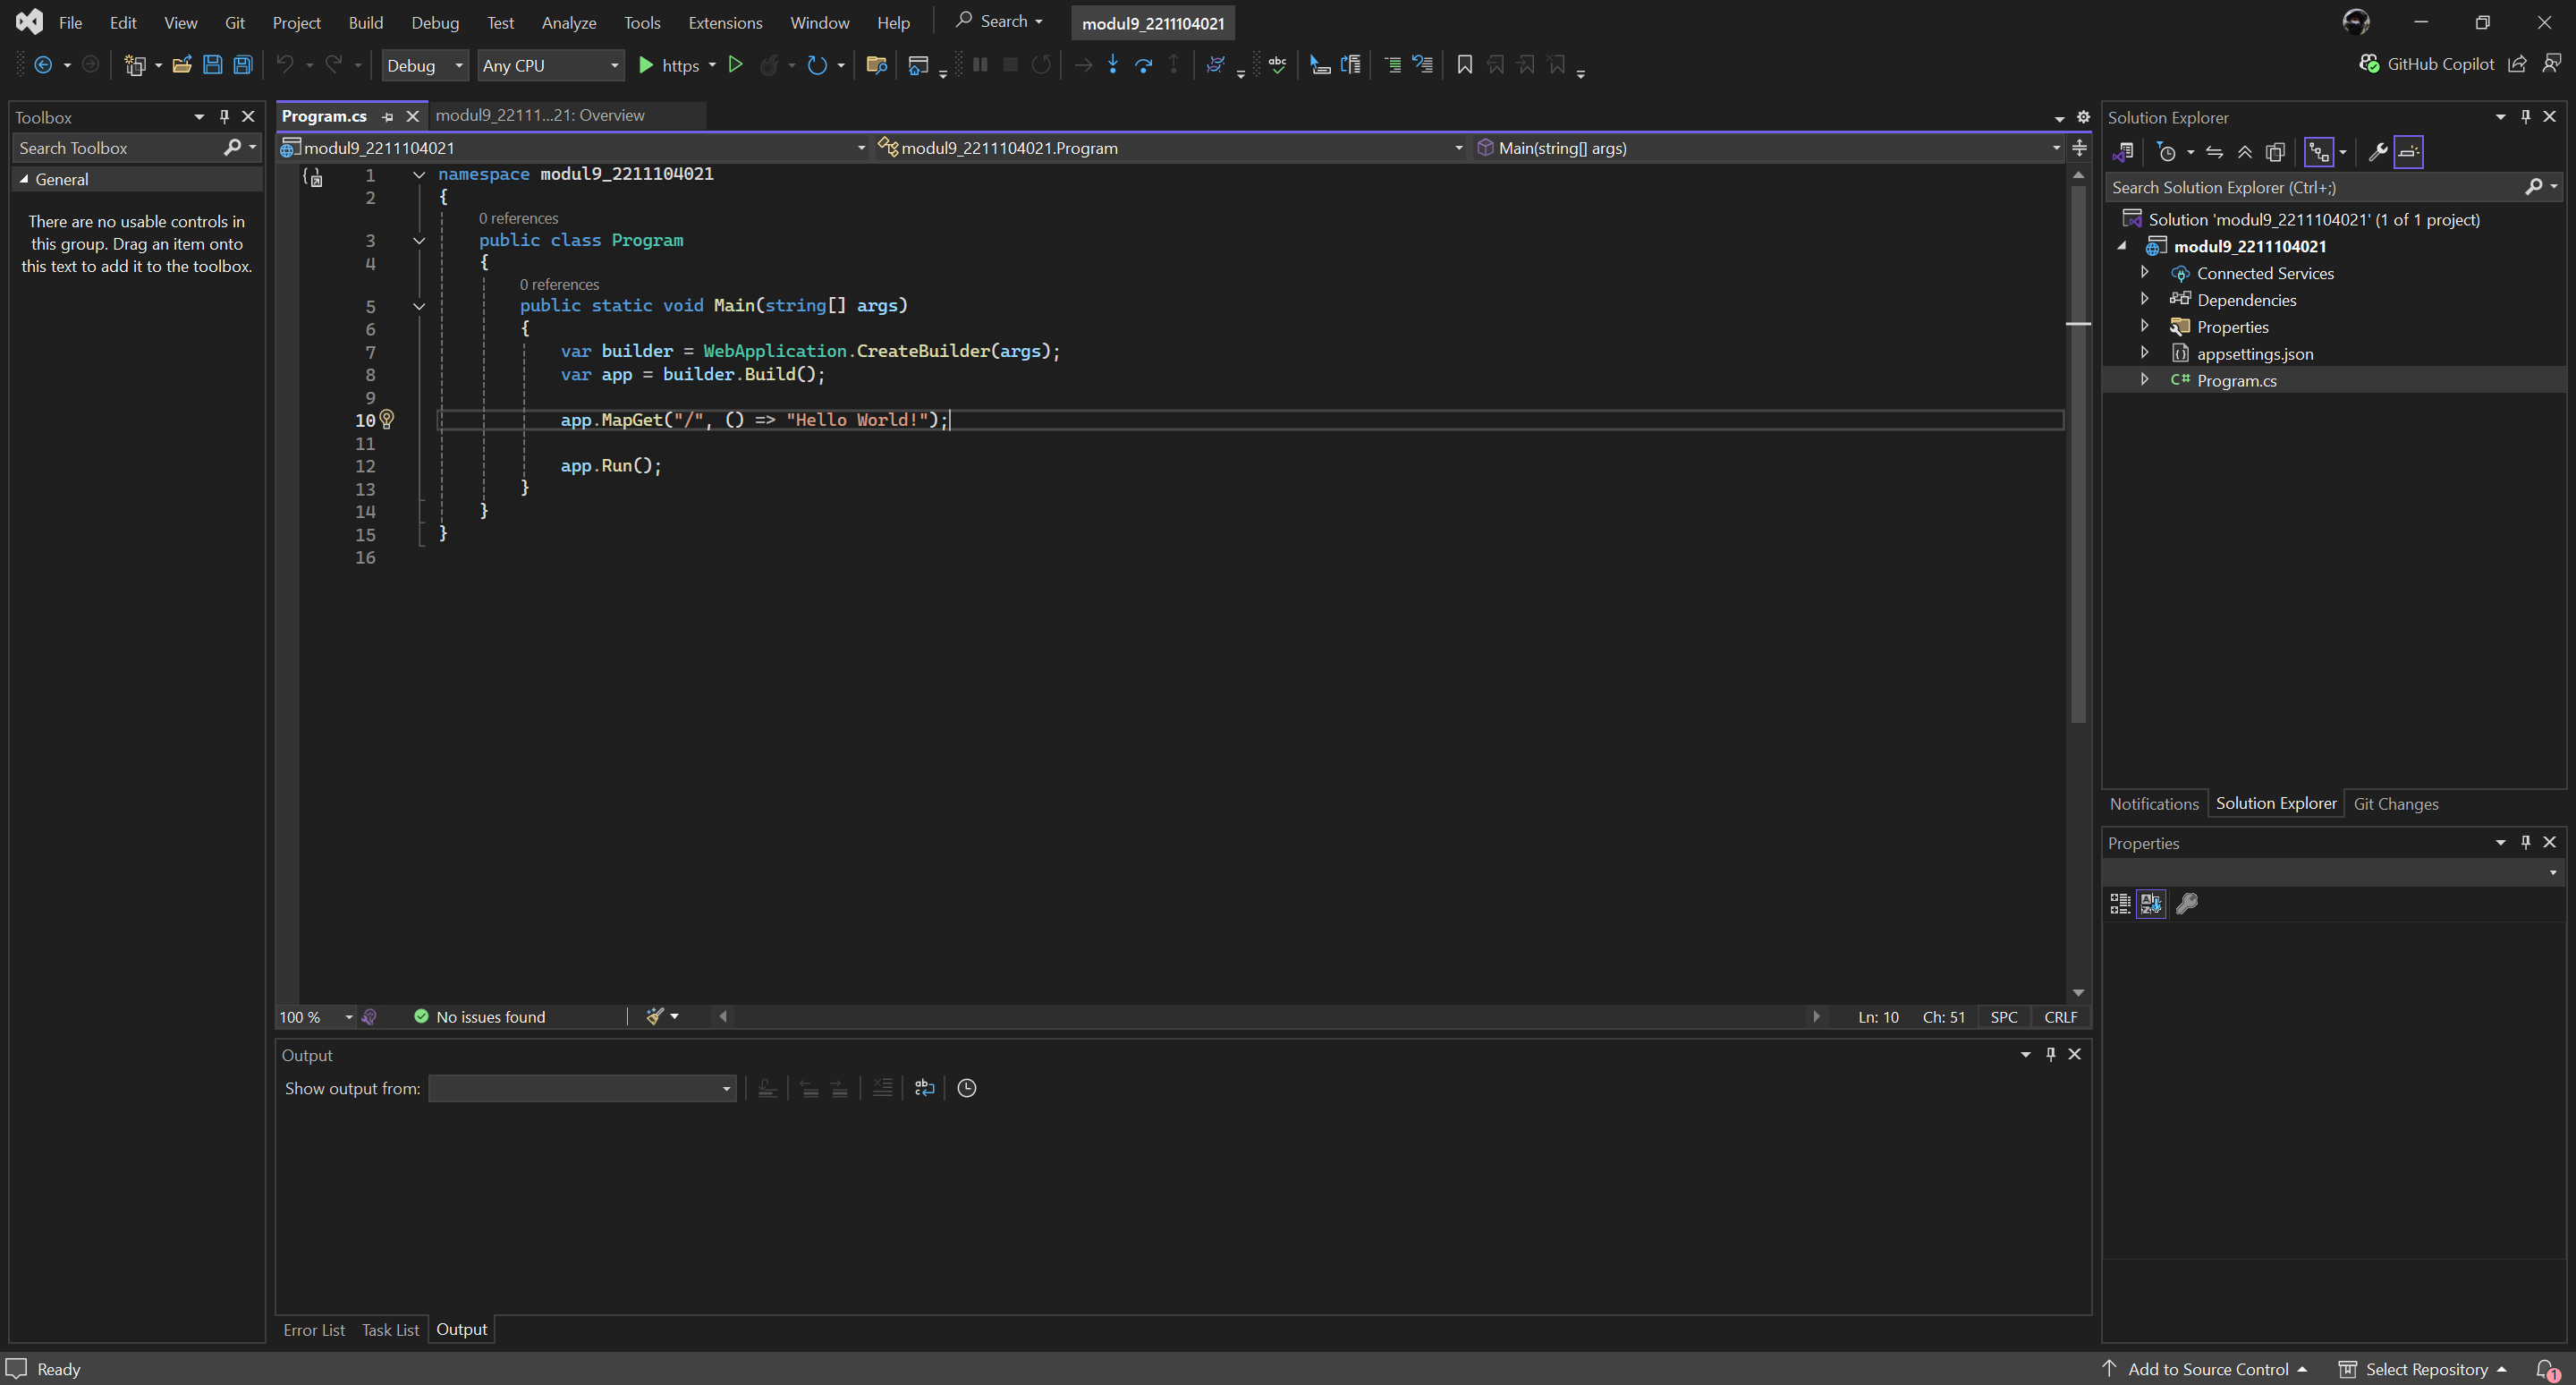 File Edit View Git Project Build Debug Test Analyze Tools Extensions Window Help Search modul9_2211104021
Debug Any CPU https GitHub Copilot
Toolbox
Search Toolbox
General
There are no usable controls in
this group. Drag an item onto
this text to add it to the toolbox.
Program.cs modul9_22111...21: Overview
modul9_2211104021 modul9_2211104021.Program Main(string[] args)
1 namespace modul9_2211104021
2 {
0 references
3 public class Program
4 {
0 references
5 public static void Main(string[] args)
6 {
7 var builder = WebApplication.CreateBuilder(args);
8 var app = builder.Build();
9
10 app.MapGet("/", () => "Hello World!");
11
12 app.Run();
13 }
14 }
15 }
16
100 % No issues found Ln: 10 Ch: 51 SPC CRLF
Output
Show output from:
Error List Task List Output
Solution Explorer
Search Solution Explorer (Ctrl+;)
Solution 'modul9_2211104021' (1 of 1 project)
modul9_2211104021
Connected Services
Dependencies
Properties
appsettings.json
C# Program.cs
Notifications Solution Explorer Git Changes
Properties
Ready Add to Source Control Select Repository 1